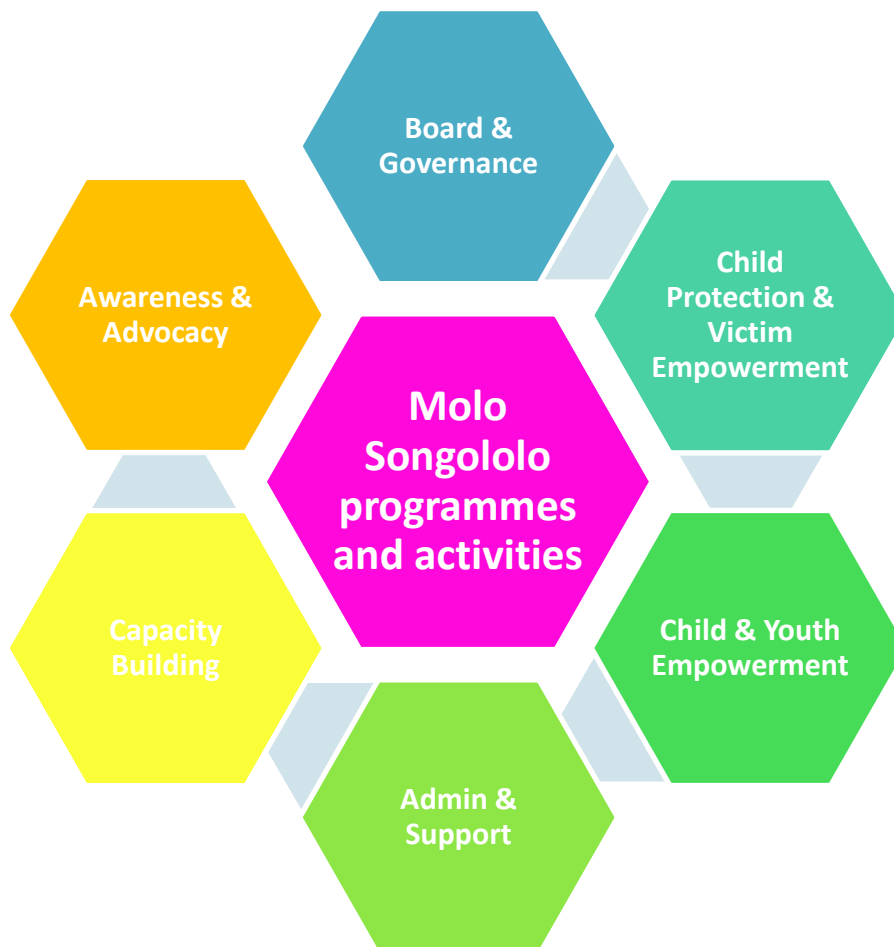 Board &
Governance
Child
Protection &
Victim
Empowerment
Awareness &
Advocacy
Molo
Songololo
programmes
and activities
Child & Youth
Empowerment
Capacity
Building
Admin &
Support